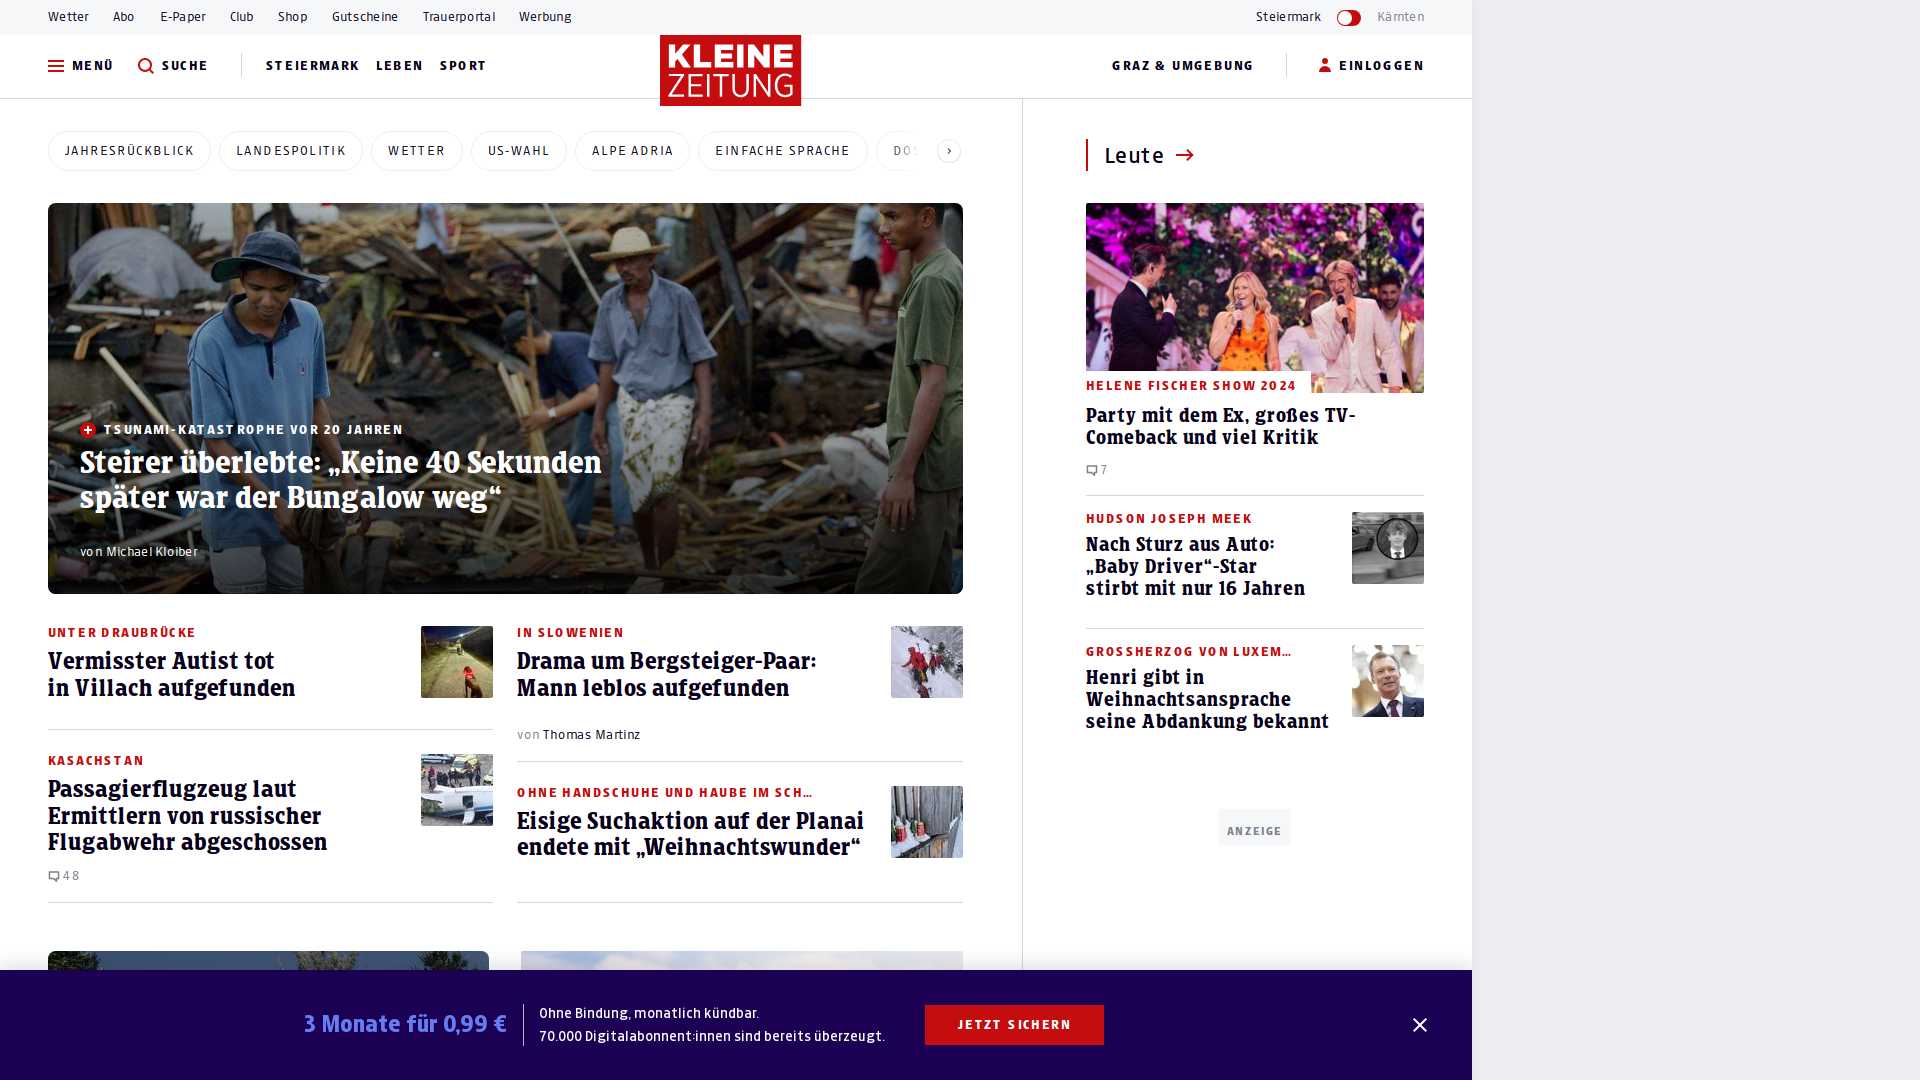 Wetter Abo E-Paper Club Shop Gutscheine Trauerportal Werbung Steiermark Kärnten
MENÜ SUCHE STEIERMARK LEBEN SPORT KLEINE ZEITUNG GRAZ & UMGEBUNG EINLOGGEN
JAHRESRÜCKBLICK LANDESPOLITIK WETTER US-WAHL ALPE ADRIA EINFACHE SPRACHE
TSUNAMI-KATASTROPHE VOR 20 JAHREN
Steirer überlebte: „Keine 40 Sekunden
später war der Bungalow weg“
von Michael Kloiber
UNTER DRAUBRÜCKE
Vermisster Autist tot
in Villach aufgefunden
KASACHSTAN
Passagierflugzeug laut
Ermittlern von russischer
Flugabwehr abgeschossen
48
IN SLOWENIEN
Drama um Bergsteiger-Paar:
Mann leblos aufgefunden
von Thomas Martinz
OHNE HANDSCHUHE UND HAUBE IM SCH...
Eisige Suchaktion auf der Planai
endete mit „Weihnachtswunder“
Leute
HELENE FISCHER SHOW 2024
Party mit dem Ex, großes TV-
Comeback und viel Kritik
7
HUDSON JOSEPH MEEK
Nach Sturz aus Auto:
„Baby Driver“-Star
stirbt mit nur 16 Jahren
GROSSHERZOG VON LUXEM...
Henri gibt in
Weihnachtsansprache
seine Abdankung bekannt
ANZEIGE
3 Monate für 0,99 €
Ohne Bindung, monatlich kündbar.
70.000 Digitalabonnent:innen sind bereits überzeugt.
JETZT SICHERN